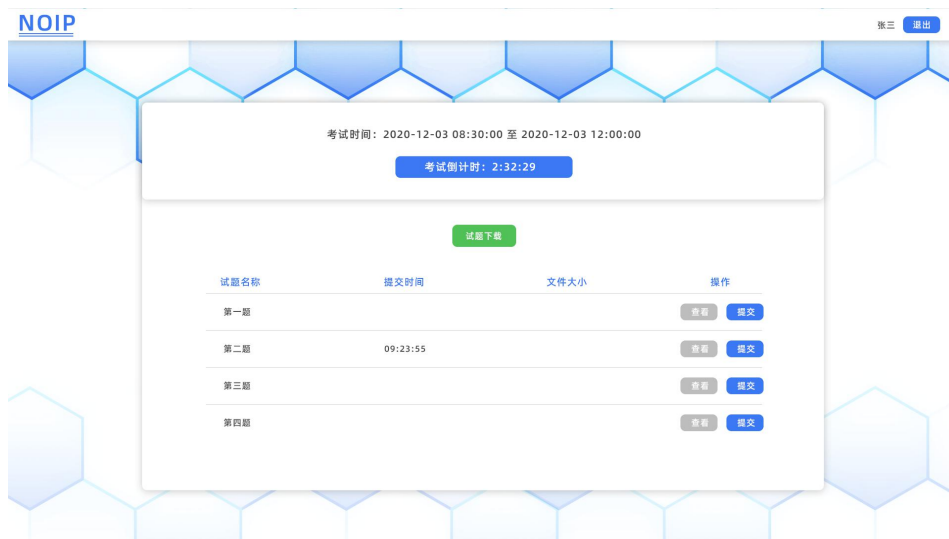 NOIP
张三 退出
考试时间：2020-12-03 08:30:00 至 2020-12-03 12:00:00
考试倒计时：2:32:29
试题下载
试题名称 提交时间 文件大小 操作
第一题 查看 提交
第二题 09:23:55 查看 提交
第三题 查看 提交
第四题 查看 提交